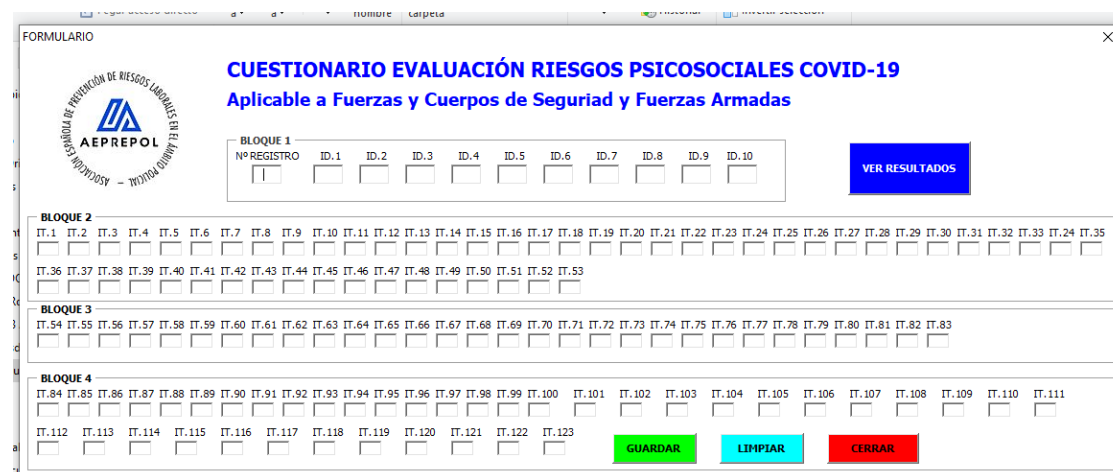 Pegar acceso directo
nombre
carpeta
Historial
Invertir selección
FORMULARIO
ASOCIACIÓN ESPAÑOLA DE PREVENCIÓN DE RIESGOS LABORALES EN EL ÁMBITO POLICIAL –
AEPREPOL
CUESTIONARIO EVALUACIÓN RIESGOS PSICOSOCIALES COVID-19
Aplicable a Fuerzas y Cuerpos de Seguriad y Fuerzas Armadas
BLOQUE 1
Nº REGISTRO ID.1 ID.2 ID.3 ID.4 ID.5 ID.6 ID.7 ID.8 ID.9 ID.10
VER RESULTADOS
BLOQUE 2
IT.1 IT.2 IT.3 IT.4 IT.5 IT.6 IT.7 IT.8 IT.9 IT.10 IT.11 IT.12 IT.13 IT.14 IT.15 IT.16 IT.17 IT.18 IT.19 IT.20 IT.21 IT.22 IT.23 IT.24 IT.25 IT.26 IT.27 IT.28 IT.29 IT.30 IT.31 IT.32 IT.33 IT.24 IT.35
IT.36 IT.37 IT.38 IT.39 IT.40 IT.41 IT.42 IT.43 IT.44 IT.45 IT.46 IT.47 IT.48 IT.49 IT.50 IT.51 IT.52 IT.53
BLOQUE 3
IT.54 IT.55 IT.56 IT.57 IT.58 IT.59 IT.60 IT.61 IT.62 IT.63 IT.64 IT.65 IT.66 IT.67 IT.68 IT.69 IT.70 IT.71 IT.72 IT.73 IT.74 IT.75 IT.76 IT.77 IT.78 IT.79 IT.80 IT.81 IT.82 IT.83
BLOQUE 4
IT.84 IT.85 IT.86 IT.87 IT.88 IT.89 IT.90 IT.91 IT.92 IT.93 IT.94 IT.95 IT.96 IT.97 IT.98 IT.99 IT.100 IT.101 IT.102 IT.103 IT.104 IT.105 IT.106 IT.107 IT.108 IT.109 IT.110 IT.111
IT.112 IT.113 IT.114 IT.115 IT.116 IT.117 IT.118 IT.119 IT.120 IT.121 IT.122 IT.123
GUARDAR LIMPIAR CERRAR